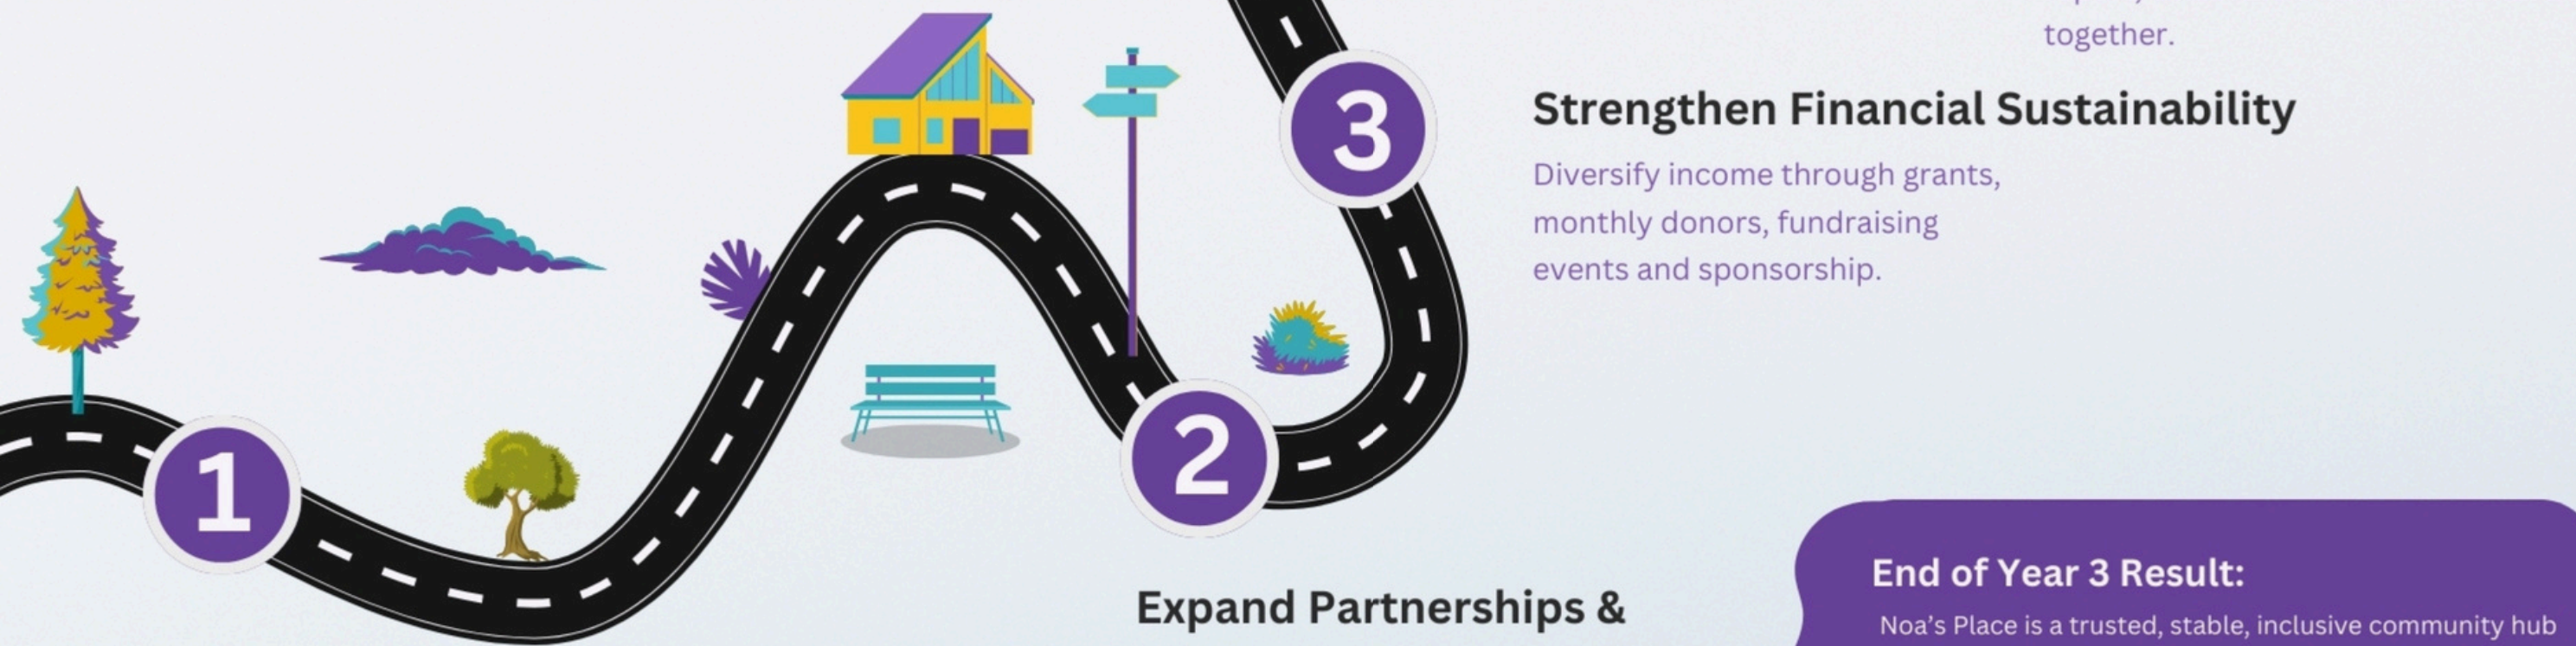 together.
3
Strengthen Financial Sustainability
Diversify income through grants,
monthly donors, fundraising
events and sponsorship.
1
2
Expand Partnerships &
End of Year 3 Result:
Noa's Place is a trusted, stable, inclusive community hub